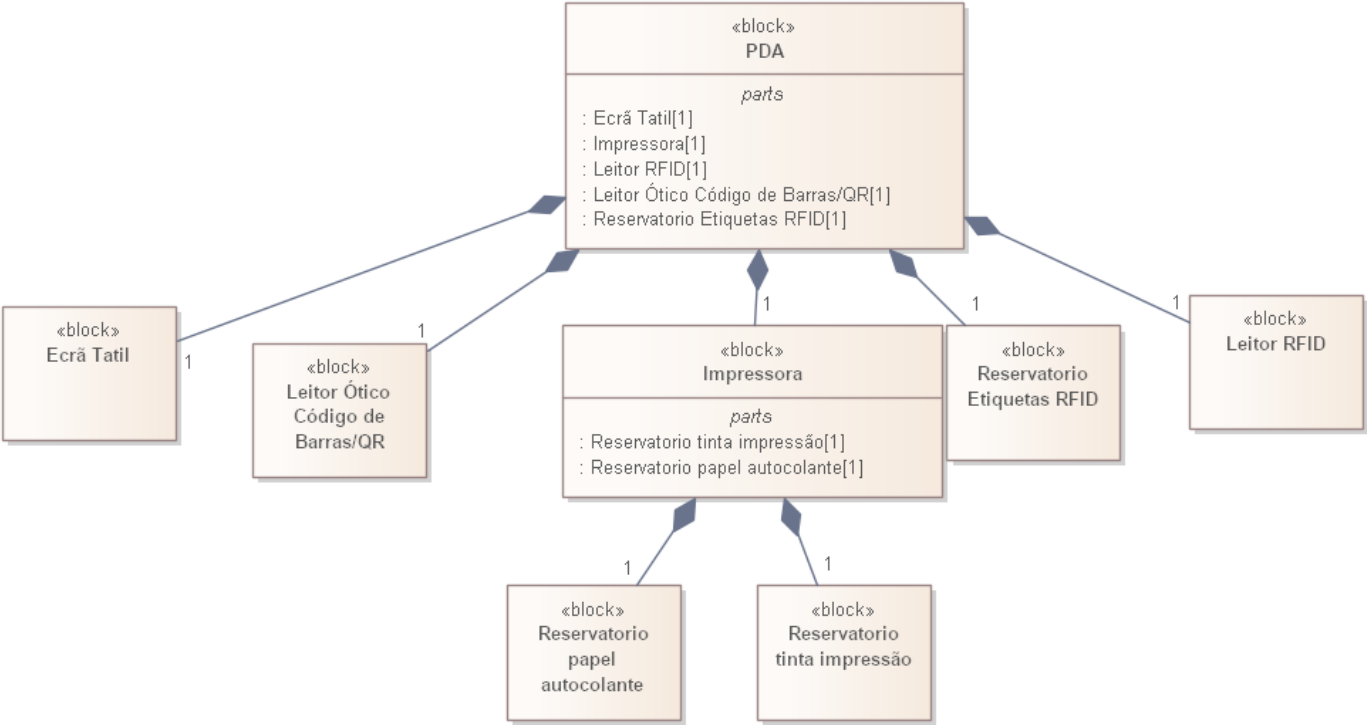 «block»
PDA
parts
: Ecrã Tatil[1]
: Impressora[1]
: Leitor RFID[1]
: Leitor Ótico Código de Barras/QR[1]
: Reservatorio Etiquetas RFID[1]
1
1
1
1
1
«block»
Ecrã Tatil
«block»
Leitor Ótico
Código de
Barras/QR
«block»
Impressora
parts
: Reservatorio tinta impressão[1]
: Reservatorio papel autocolante[1]
«block»
Reservatorio
Etiquetas RFID
«block»
Leitor RFID
1
1
«block»
Reservatorio
papel
autocolante
«block»
Reservatorio
tinta impressão